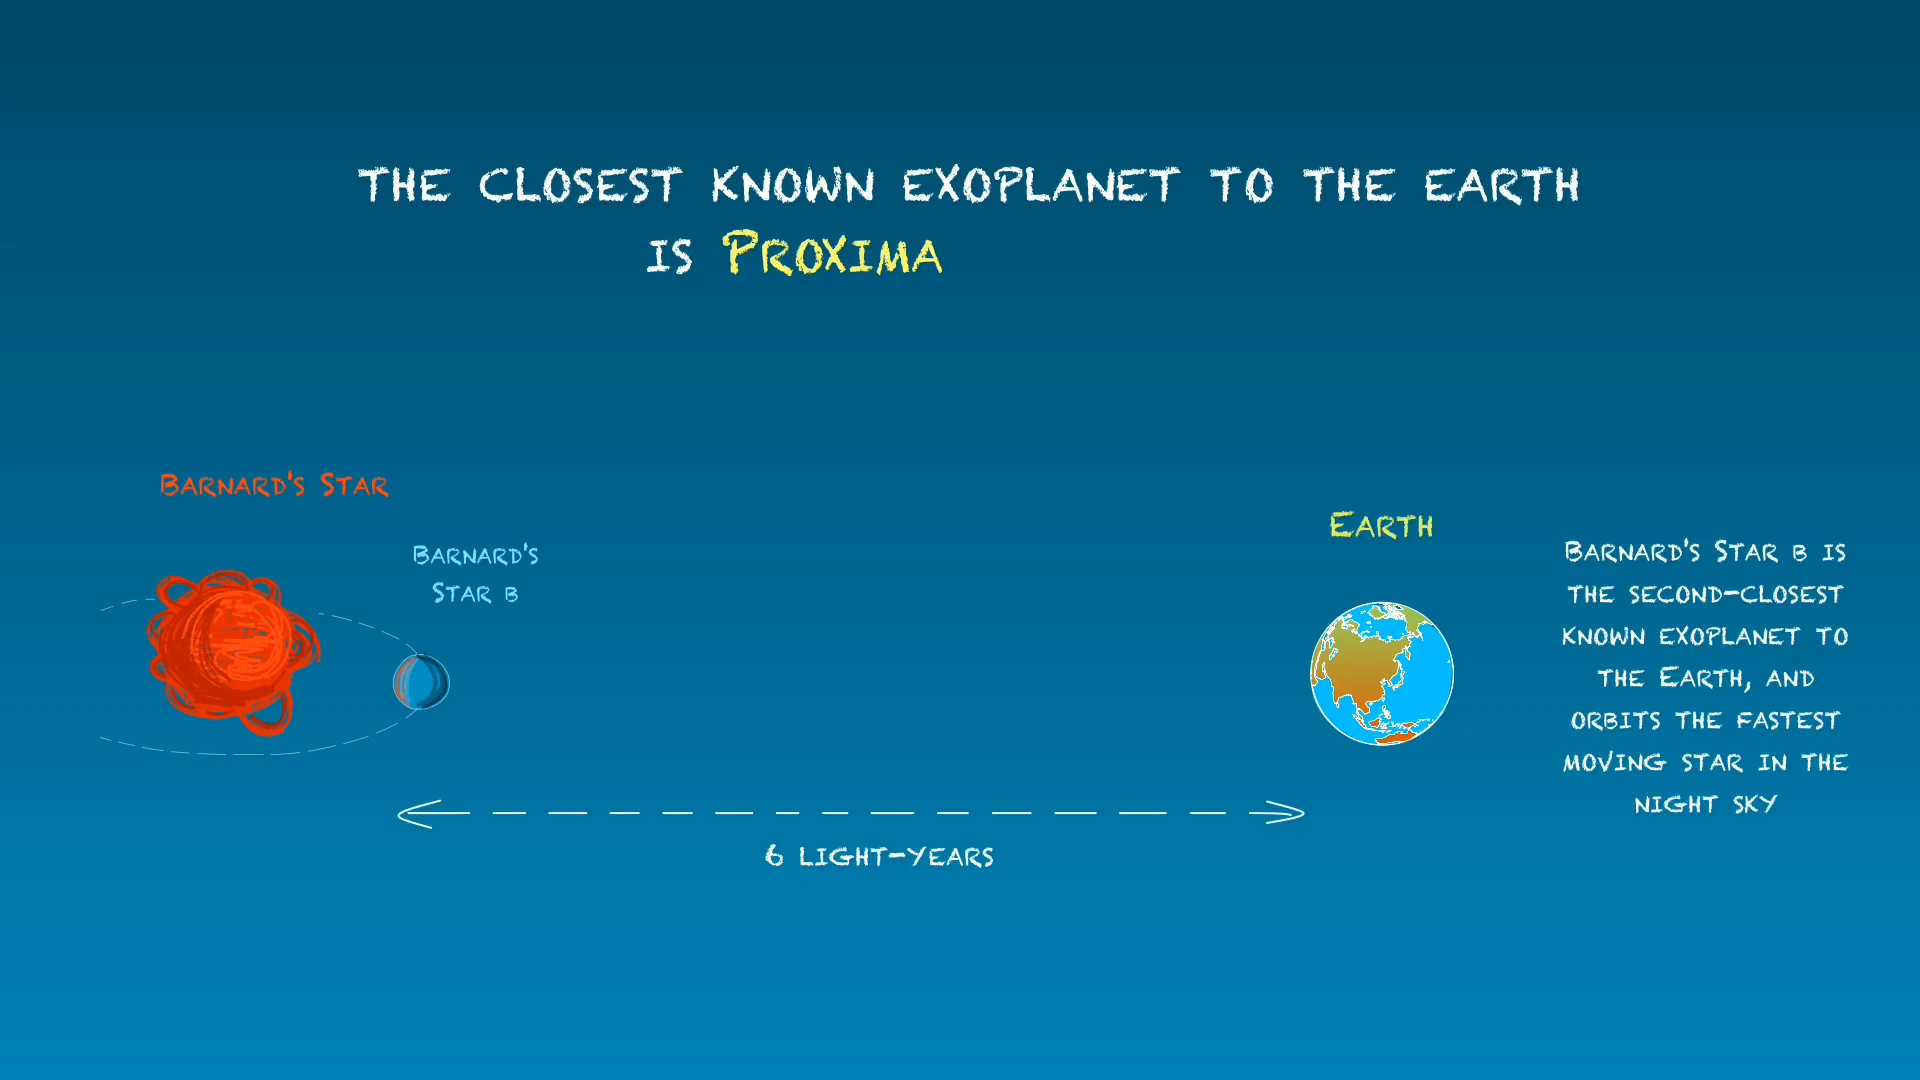 THE CLOSEST KNOWN EXOPLANET TO THE EARTH
IS PROXIMA
BARNARD'S STAR
BARNARD'S
STAR B
EARTH
BARNARD'S STAR B IS
THE SECOND-CLOSEST
KNOWN EXOPLANET TO
THE EARTH, AND
ORBITS THE FASTEST
MOVING STAR IN THE
NIGHT SKY
6 LIGHT-YEARS